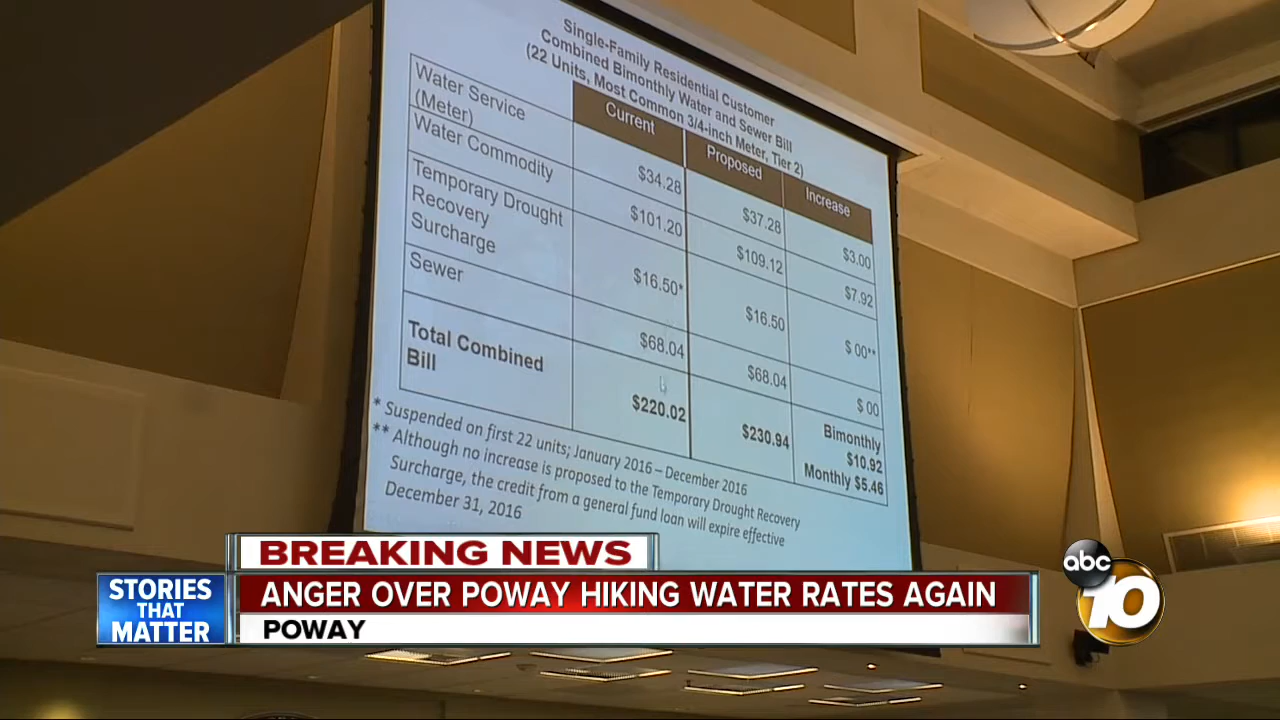 Single-Family Residential Customer
Combined Bimonthly Water and Sewer Bill
(22 Units, Most Common 3/4-inch Meter, Tier 2)
Current Proposed Increase
Water Service
(Meter) $34.28 $37.28 $3.00
Water Commodity $101.20 $109.12 $7.92
Temporary Drought
Recovery
Surcharge $16.50* $16.50 $ 00**
Sewer $68.04 $68.04 $ 00
Total Combined
Bill $220.02 $230.94 Bimonthly
$10.92
Monthly $5.46
* Suspended on first 22 units; January 2016 – December 2016
** Although no increase is proposed to the Temporary Drought Recovery
Surcharge, the credit from a general fund loan will expire effective
December 31, 2016
BREAKING NEWS
STORIES
THAT
MATTER
ANGER OVER POWAY HIKING WATER RATES AGAIN
POWAY
abc
10